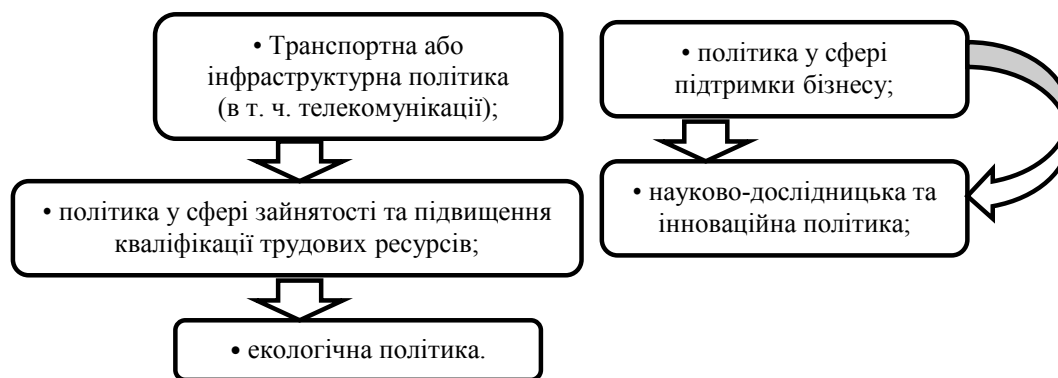 • Транспортна або
інфраструктурна політика
(в т. ч. телекомунікації);
• політика у сфері зайнятості та підвищення
кваліфікації трудових ресурсів;
• екологічна політика.
• політика у сфері
підтримки бізнесу;
• науково-дослідницька та
інноваційна політика;